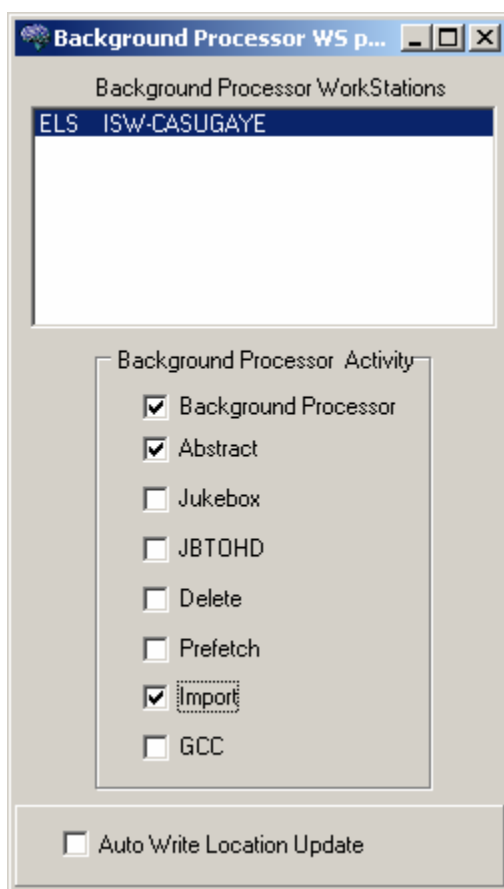 Background Processor WS p...
Background Processor WorkStations
ELS ISW-CASUGAYE
Background Processor Activity
Background Processor
Abstract
Jukebox
JBTOHD
Delete
Prefetch
Import
GCC
Auto Write Location Update